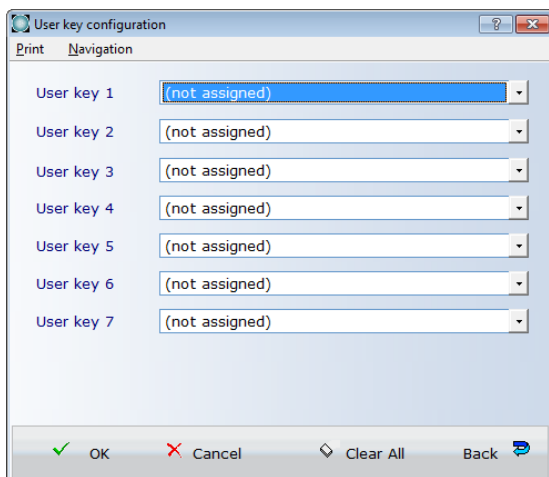 User key configuration
Print Navigation
User key 1 (not assigned)
User key 2 (not assigned)
User key 3 (not assigned)
User key 4 (not assigned)
User key 5 (not assigned)
User key 6 (not assigned)
User key 7 (not assigned)
OK Cancel Clear All Back